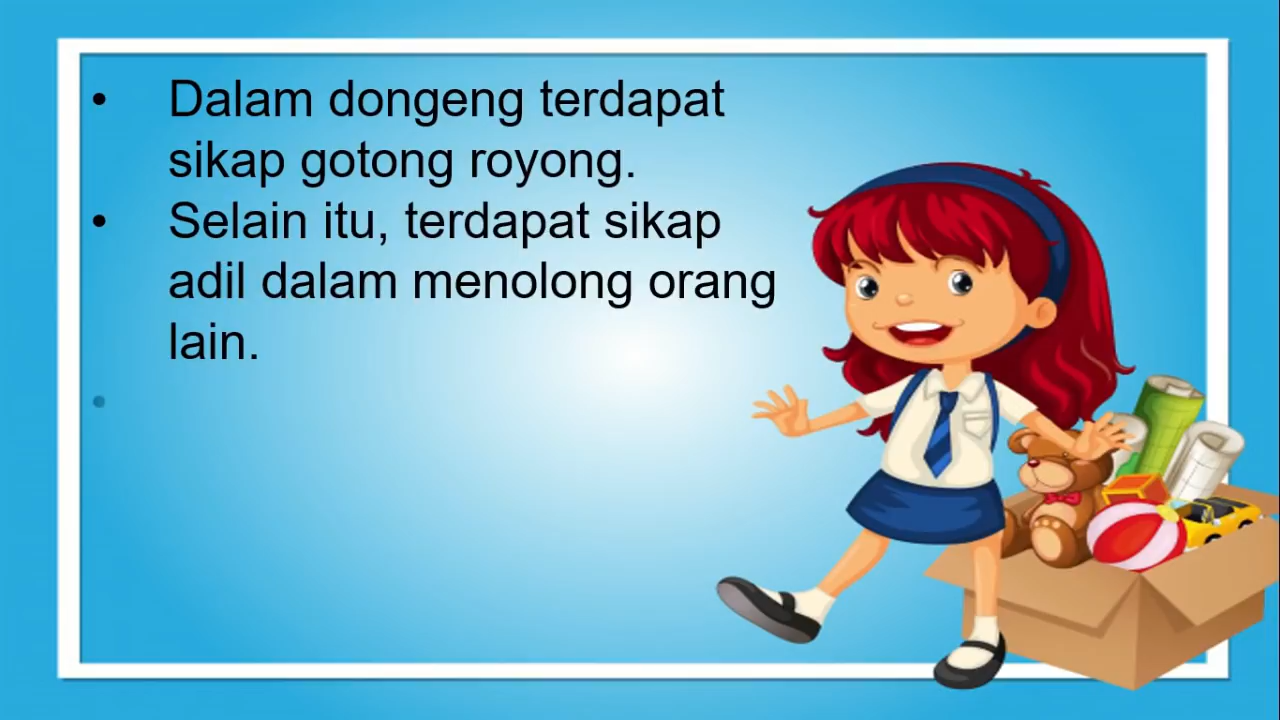 • Dalam dongeng terdapat
sikap gotong royong.
• Selain itu, terdapat sikap
adil dalam menolong orang
lain.
•